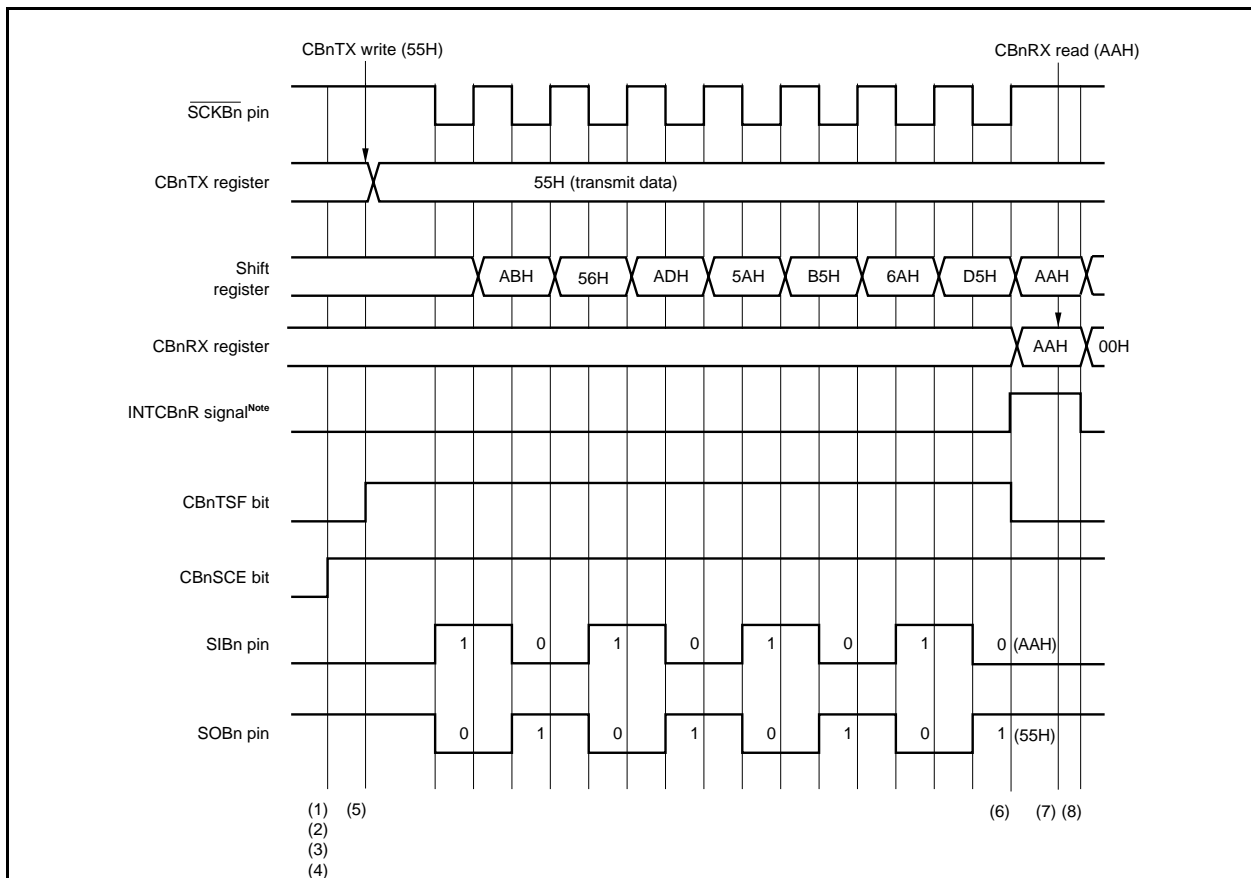 CBnTX write (55H) CBnRX read (AAH)
SCKBn pin
CBnTX register 55H (transmit data)
Shift register ABH 56H ADH 5AH B5H 6AH D5H AAH
CBnRX register AAH 00H
INTCBnR signalNote
CBnTSF bit
CBnSCE bit
SIBn pin 1 0 1 0 1 0 1 0 (AAH)
SOBn pin 0 1 0 1 0 1 0 1 (55H)
(1) (5) (6) (7) (8)
(2)
(3)
(4)